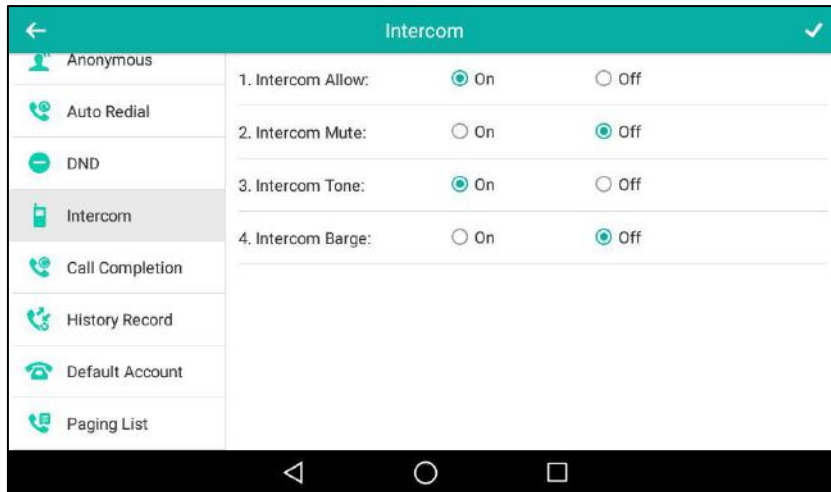 Intercom
Anonymous
Auto Redial
DND
Intercom
Call Completion
History Record
Default Account
Paging List
1. Intercom Allow: On Off
2. Intercom Mute: On Off
3. Intercom Tone: On Off
4. Intercom Barge: On Off